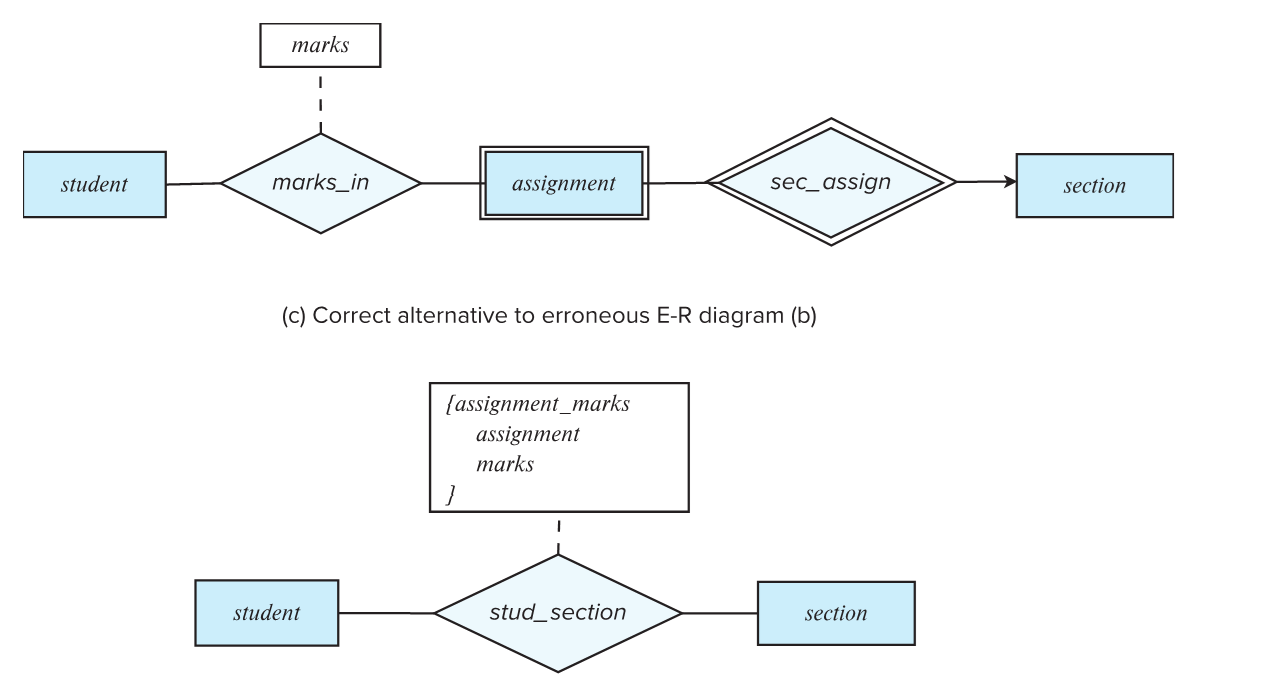 marks
student
marks_in
assignment
sec_assign
section
(c) Correct alternative to erroneous E-R diagram (b)
[assignment_marks
assignment
marks
]
student
stud_section
section